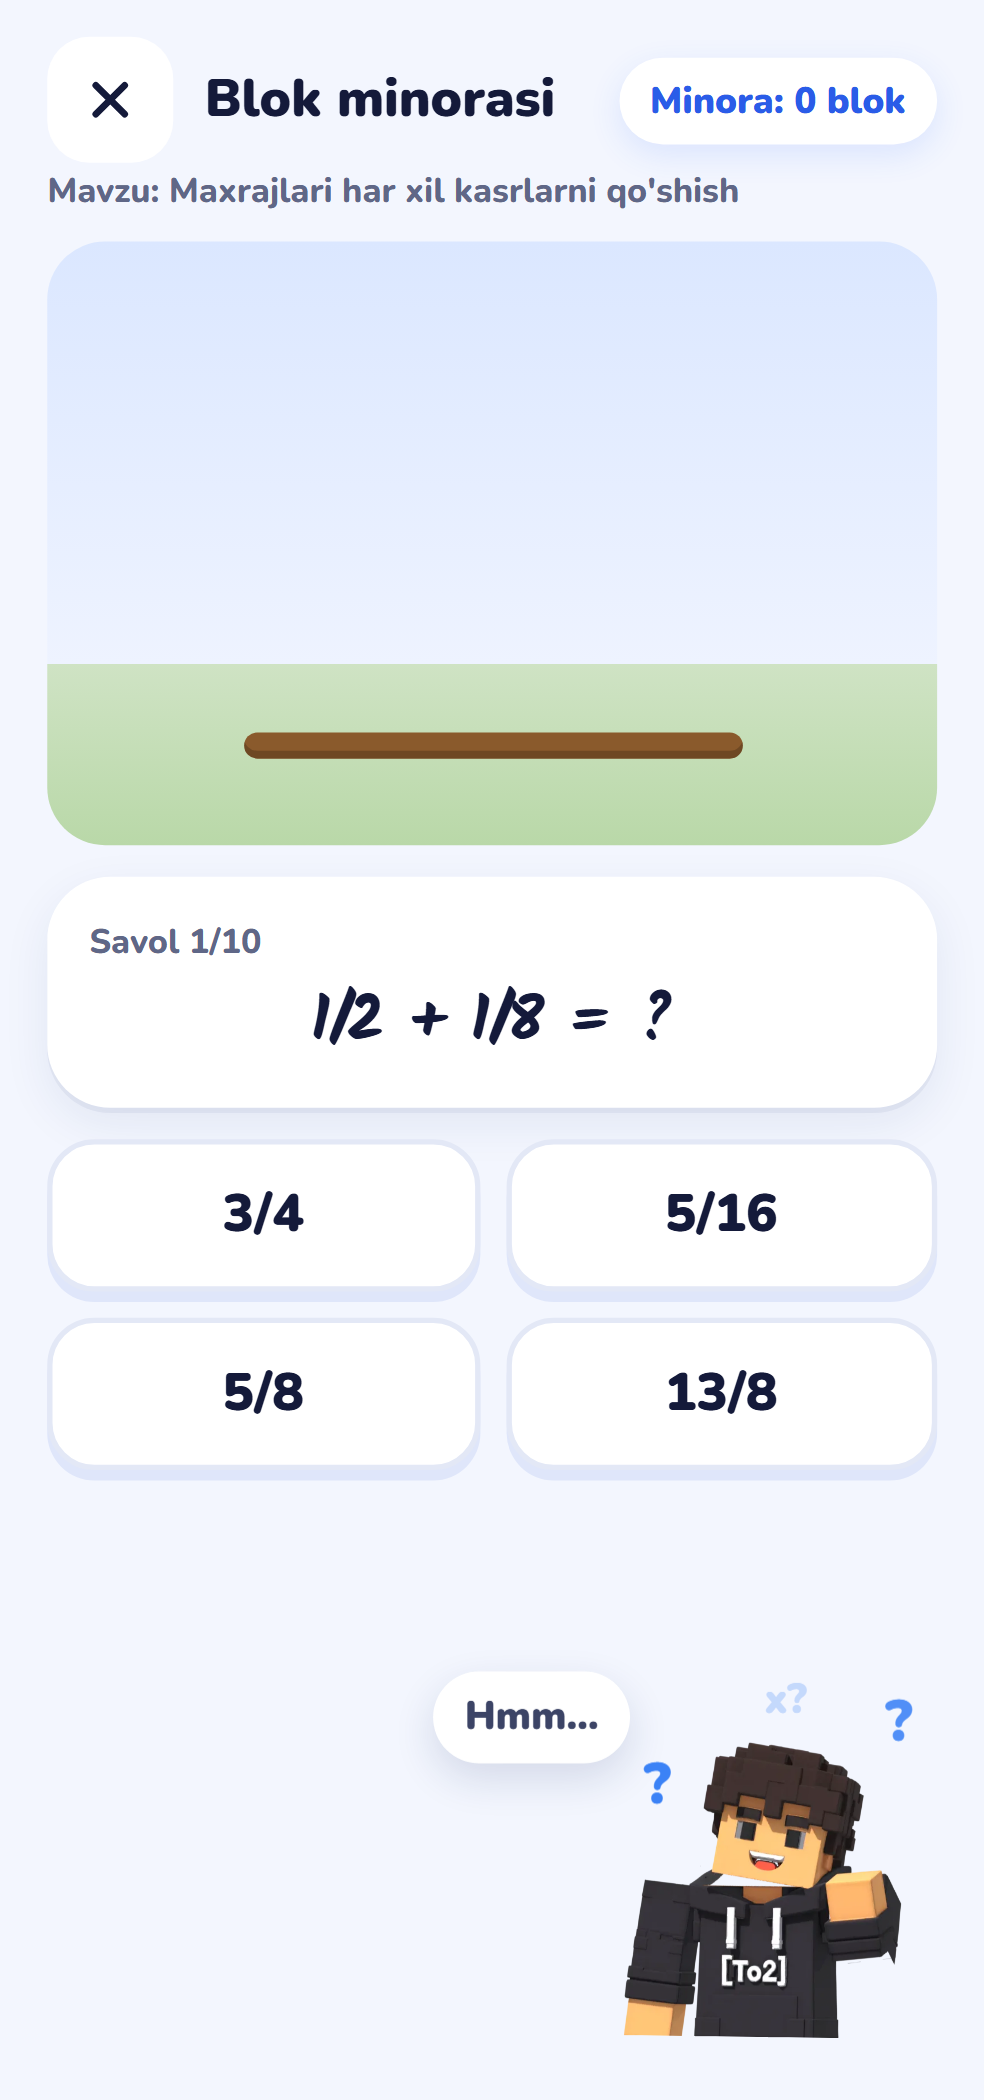 Blok minorasi
Minora: 0 blok
Mavzu: Maxrajlari har xil kasrlarni qo'shish
Savol 1/10
1/2 + 1/8 = ?
3/4
5/16
5/8
13/8
Hmm...
x?
?
?
[To2]